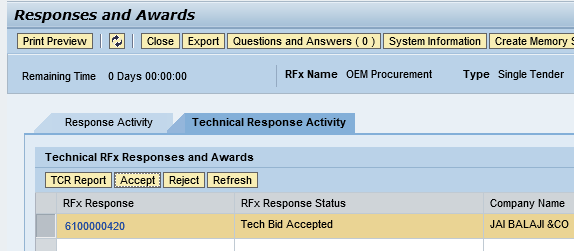 Responses and Awards
Print Preview Close Export Questions and Answers ( 0 ) System Information Create Memory
Remaining Time 0 Days 00:00:00 RFx Name OEM Procurement Type Single Tender
Response Activity Technical Response Activity
Technical RFx Responses and Awards
TCR Report Accept Reject Refresh
RFx Response RFx Response Status Company Name
6100000420 Tech Bid Accepted JAI BALAJI &CO